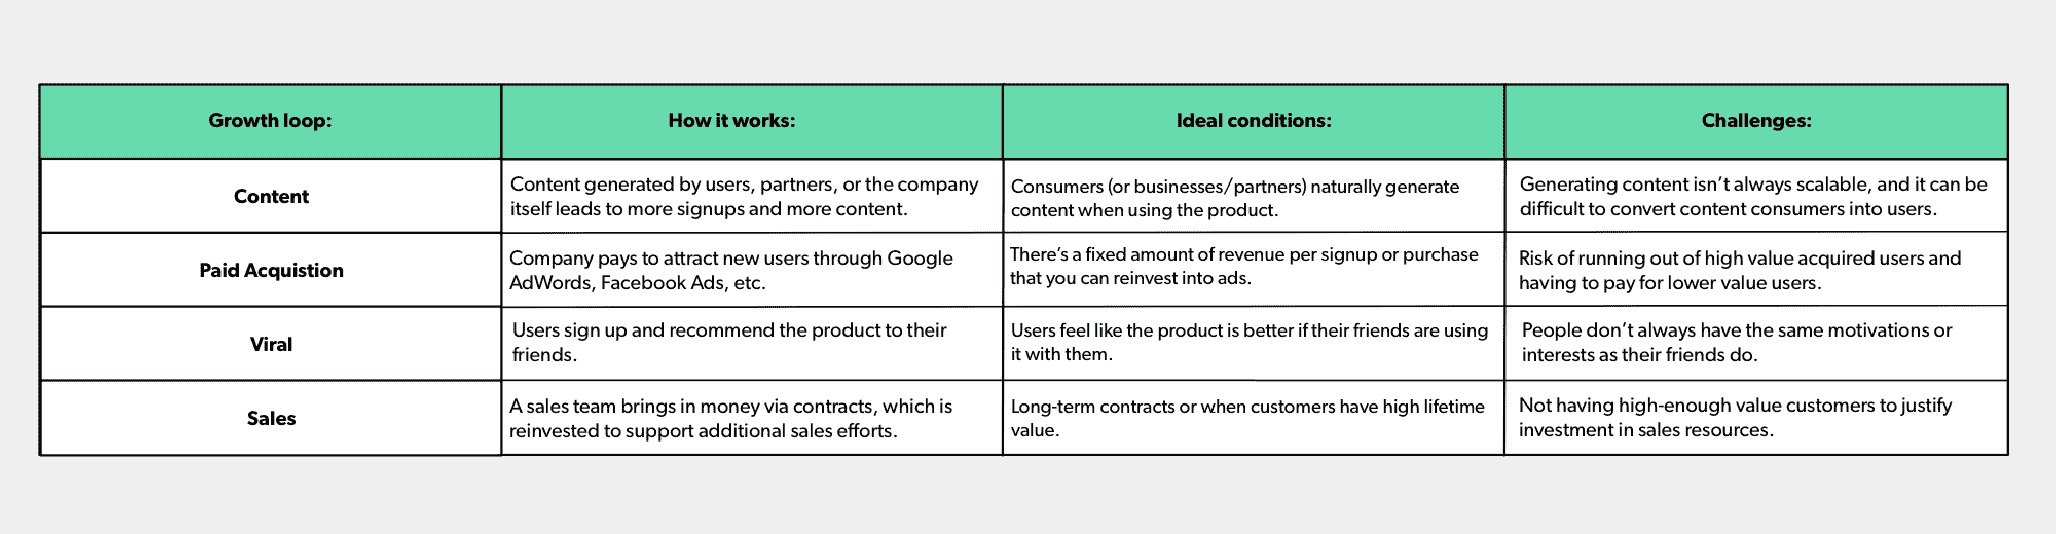 Growth loop:
How it works:
Ideal conditions:
Challenges:
Content
Content generated by users, partners, or the company
itself leads to more signups and more content.
Consumers (or businesses/partners) naturally generate
content when using the product.
Generating content isn't always scalable, and it can be
difficult to convert content consumers into users.
Paid Acquistion
Company pays to attract new users through Google
AdWords, Facebook Ads, etc.
There's a fixed amount of revenue per signup or purchase
that you can reinvest into ads.
Risk of running out of high value acquired users and
having to pay for lower value users.
Viral
Users sign up and recommend the product to their
friends.
Users feel like the product is better if their friends are using
it with them.
People don't always have the same motivations or
interests as their friends do.
Sales
A sales team brings in money via contracts, which is
reinvested to support additional sales efforts.
Long-term contracts or when customers have high lifetime
value.
Not having high-enough value customers to justify
investment in sales resources.